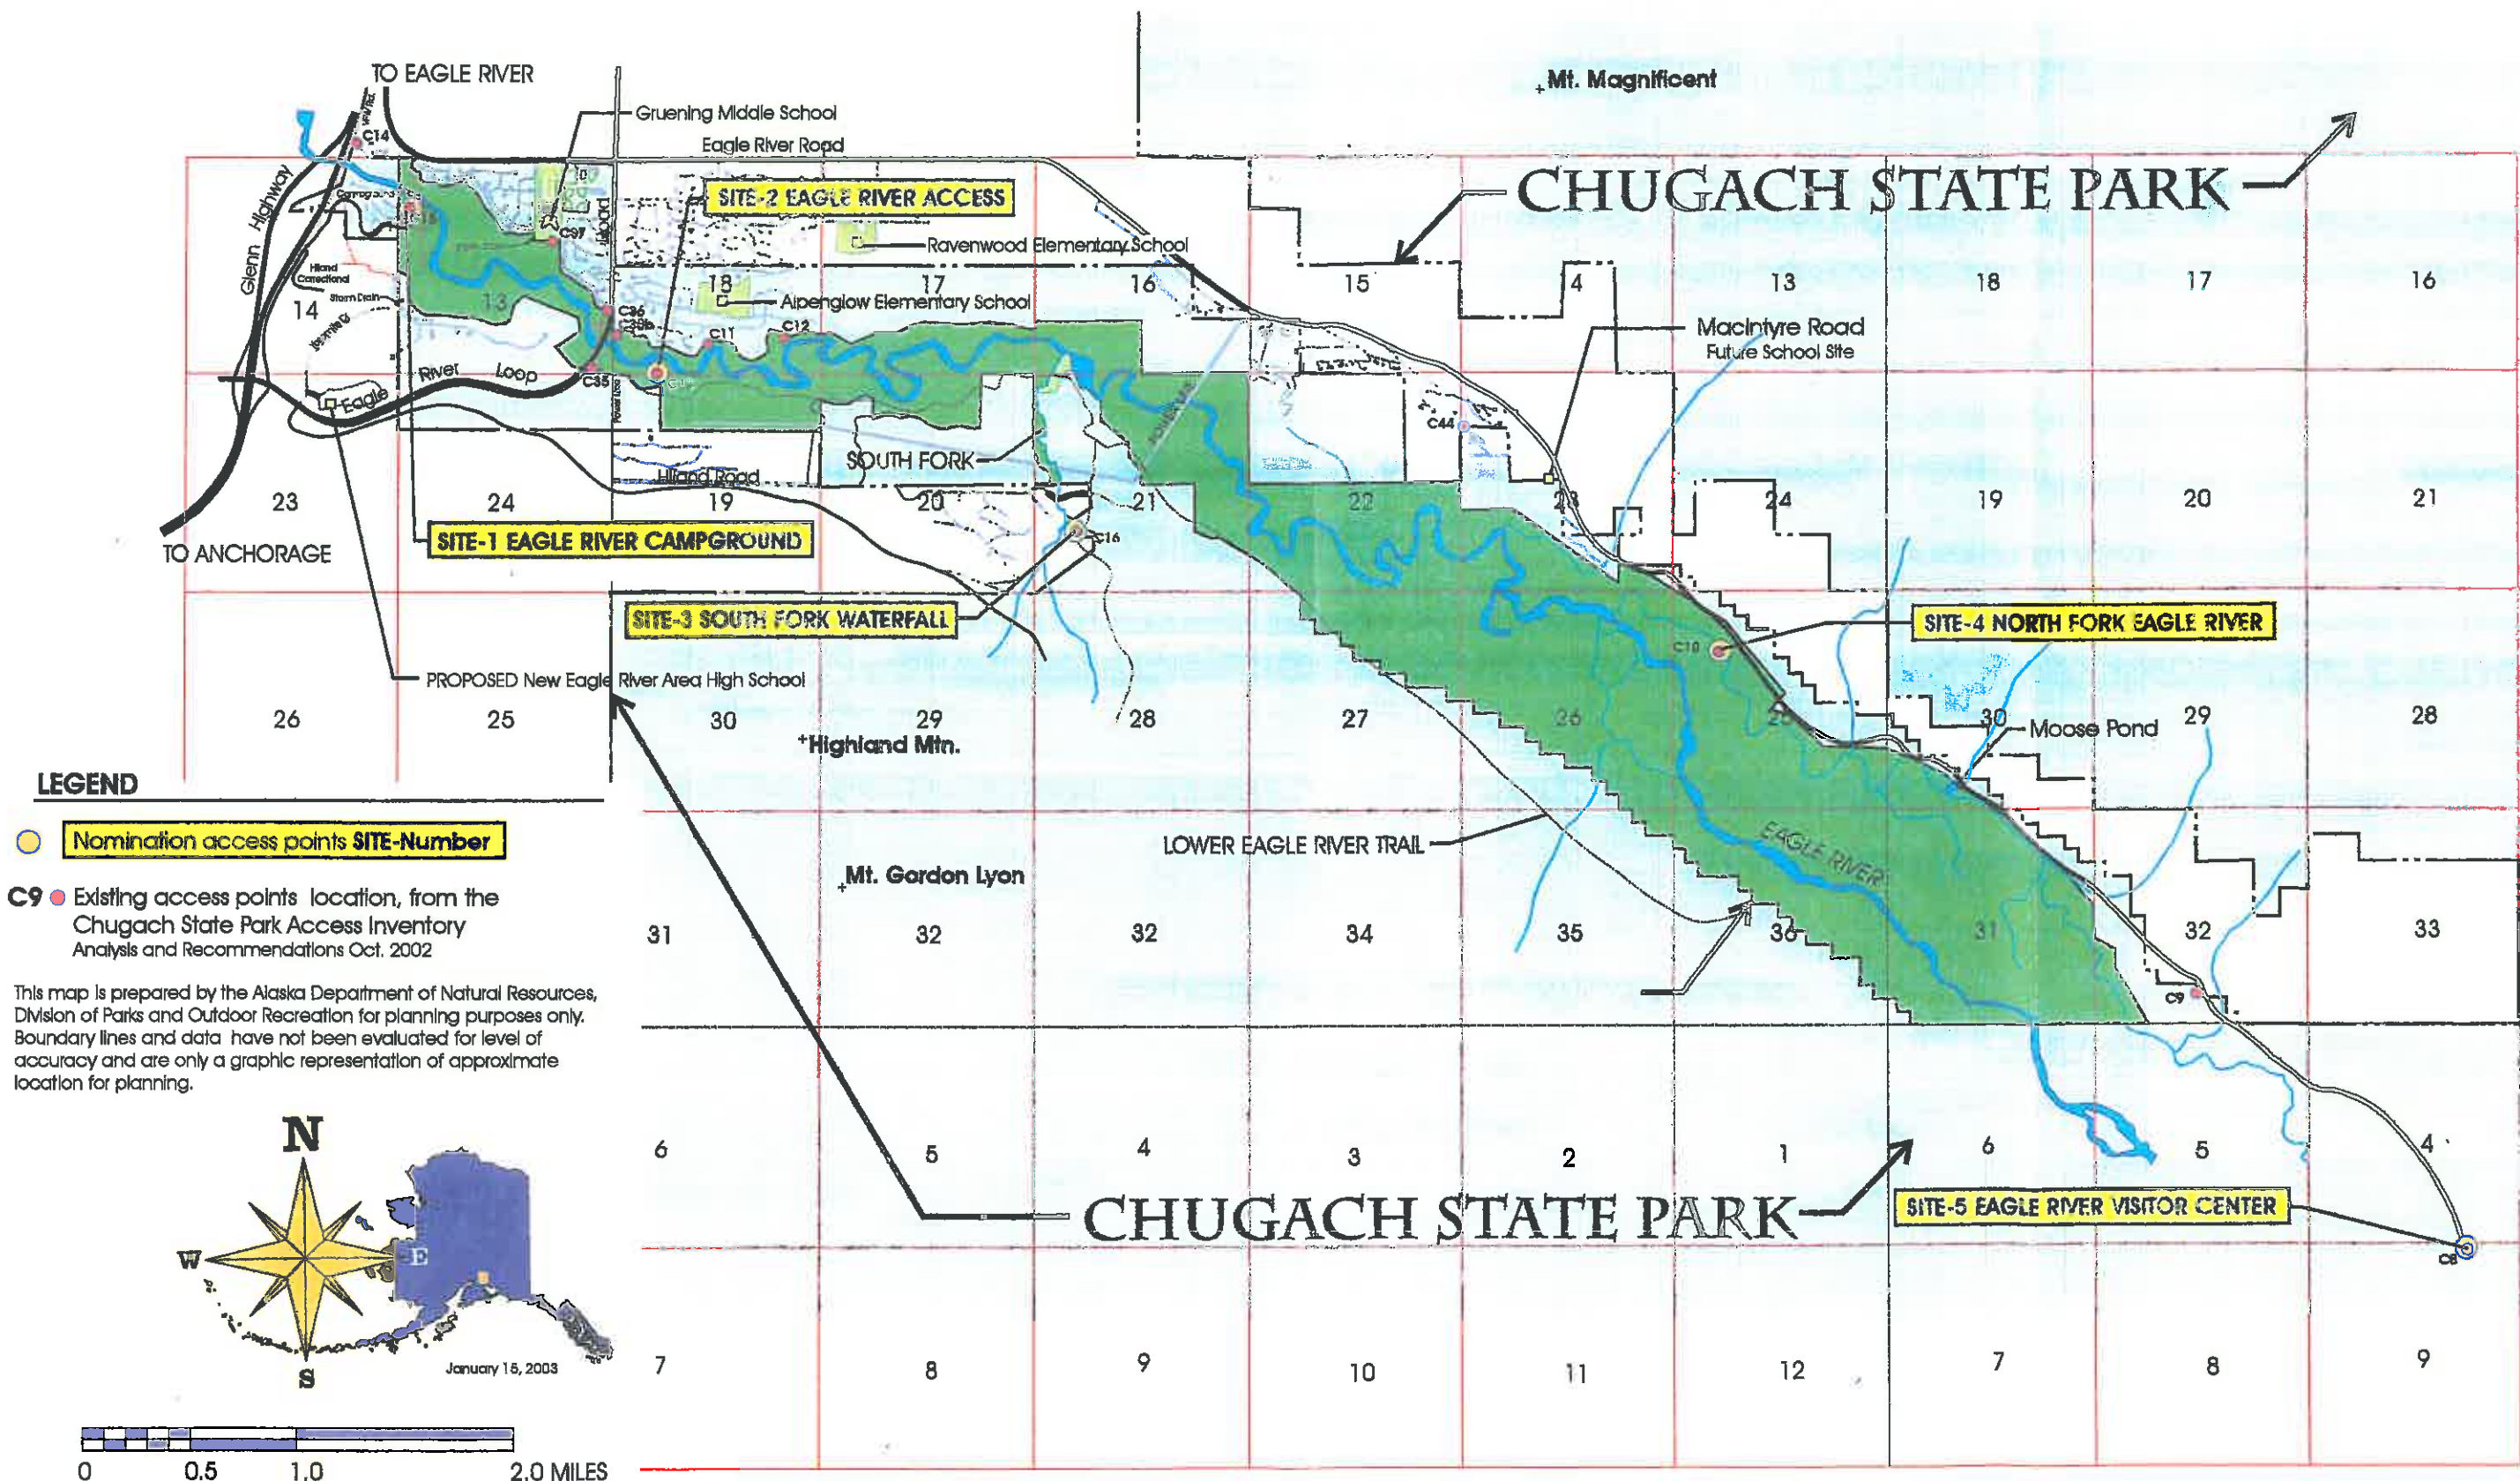 TO EAGLE RIVER
Mt. Magnificent
Gruening Middle School
C14
Eagle River Road
CHUGACH STATE PARK
Glenn Highway
Campground
C15
SITE-2 EAGLE RIVER ACCESS
C97
Road
Ravenwood Elementary School
Hiland
Correctional
Storm Drain
14
13
18
17
16
15
4
13
18
17
16
Alpenglow Elementary School
C36
C11
C12
MacIntyre Road
Future School Site
Eagle River Loop
C35
C44
SOUTH FORK
Hiland Road
23
24
19
20
21
22
23
24
19
20
21
TO ANCHORAGE
SITE-1 EAGLE RIVER CAMPGROUND
C16
SITE-3 SOUTH FORK WATERFALL
SITE-4 NORTH FORK EAGLE RIVER
C10
PROPOSED New Eagle River Area High School
26
25
30
29
28
27
26
25
30
29
28
Highland Mtn.
Moose Pond
LEGEND
Nomination access points SITE-Number
LOWER EAGLE RIVER TRAIL
EAGLE RIVER
Mt. Gordon Lyon
C9 Existing access points location, from the
Chugach State Park Access Inventory
Analysis and Recommendations Oct. 2002
31
32
32
34
35
36
31
32
33
C9
This map is prepared by the Alaska Department of Natural Resources,
Division of Parks and Outdoor Recreation for planning purposes only.
Boundary lines and data have not been evaluated for level of
accuracy and are only a graphic representation of approximate
location for planning.
N
W
E
S
6
5
4
3
2
1
6
5
4
CHUGACH STATE PARK
SITE-5 EAGLE RIVER VISITOR CENTER
C8
January 15, 2003
7
8
9
10
11
12
7
8
9
0 0.5 1.0 2.0 MILES